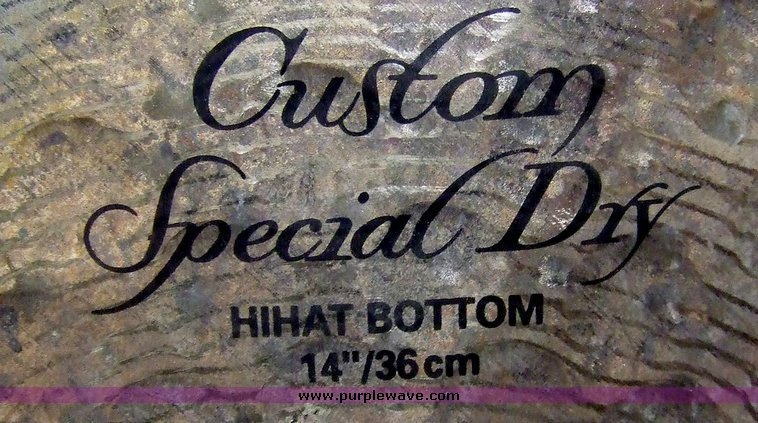 Custom
Special Dry
HIHAT BOTTOM
14"/36cm
www.purplewave.com